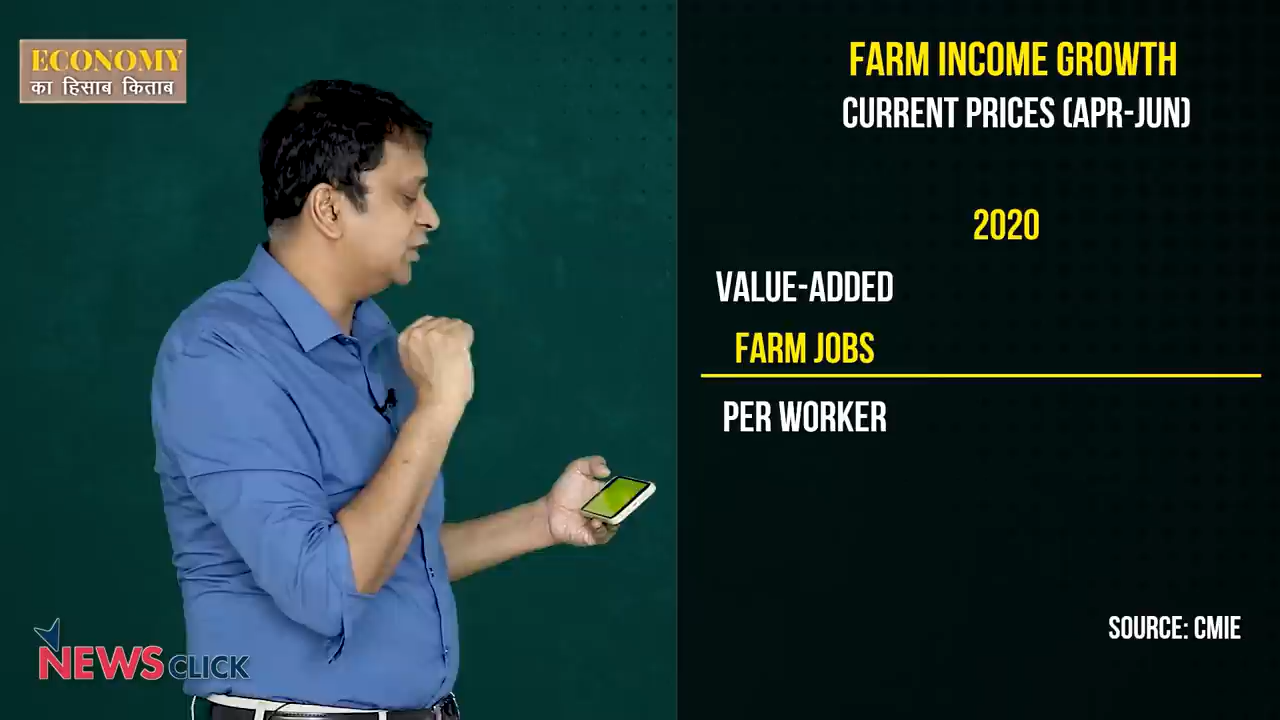 ECONOMY
का हिसाब किताब
FARM INCOME GROWTH
CURRENT PRICES (APR-JUN)
2020
VALUE-ADDED
FARM JOBS
PER WORKER
SOURCE: CMIE
NEWSCLICK